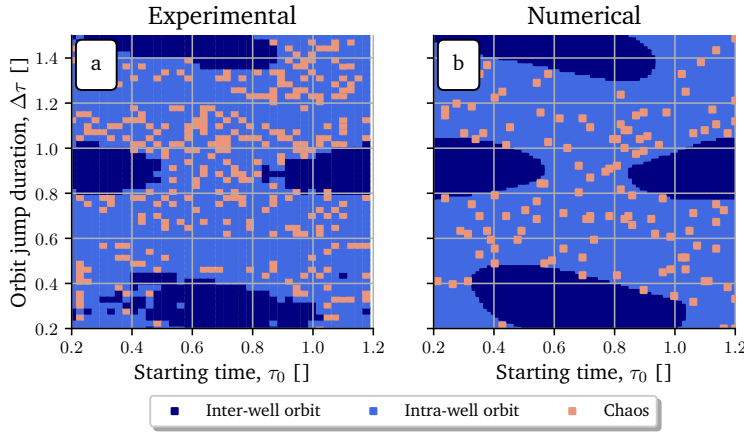 Experimental
Numerical
a
b
Orbit jump duration, Δτ []
1.4
1.2
1.0
0.8
0.6
0.4
0.2
0.2 0.4 0.6 0.8 1.0 1.2
0.2 0.4 0.6 0.8 1.0 1.2
Starting time, τ0 []
Starting time, τ0 []
Inter-well orbit
Intra-well orbit
Chaos